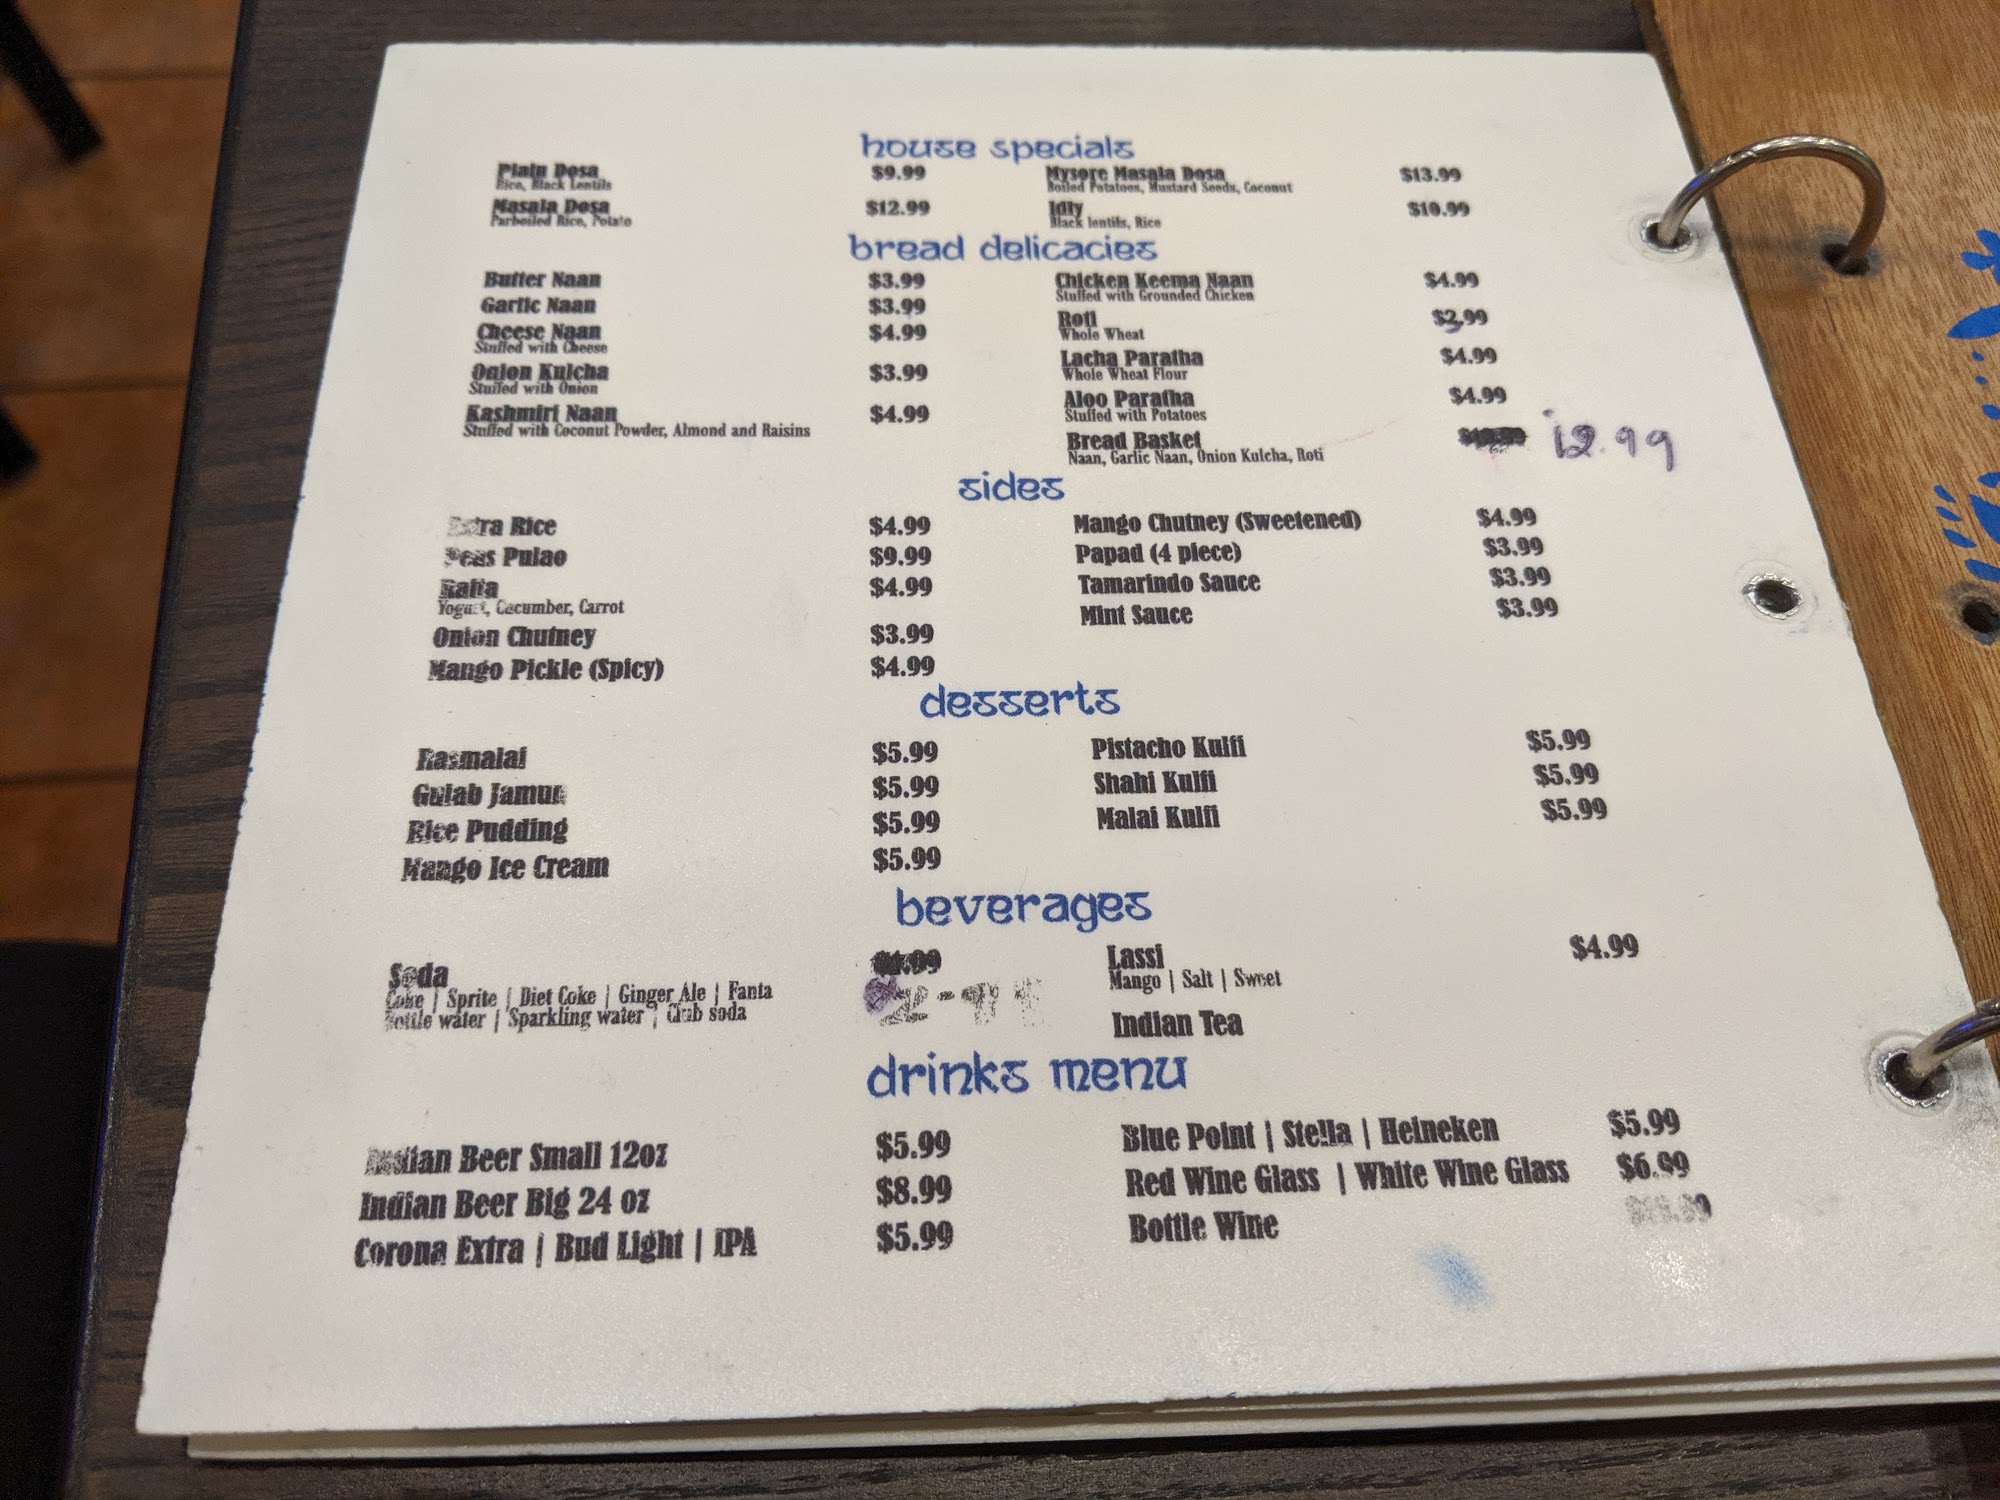 house specials
Plain Dosa $9.99
Rice, Black Lentils
Masala Dosa $12.99
Parboiled Rice, Potato
Mysore Masala Dosa $13.99
Boiled Potatoes, Mustard Seeds, Coconut
Idly $10.99
Black lentils, Rice
bread delicacies
Butter Naan $3.99
Garlic Naan $3.99
Cheese Naan $4.99
Stuffed with Cheese
Onion Kulcha $3.99
Stuffed with Onion
Kashmiri Naan $4.99
Stuffed with Coconut Powder, Almond and Raisins
Chicken Keema Naan $4.99
Stuffed with Grounded Chicken
Roti $2.99
Whole Wheat
Lacha Paratha $4.99
Whole Wheat Flour
Aloo Paratha $4.99
Stuffed with Potatoes
Bread Basket 12.99
Naan, Garlic Naan, Onion Kulcha, Roti
sides
Extra Rice $4.99
Peas Pulao $9.99
Raita $4.99
Yogurt, Cucumber, Carrot
Onion Chutney $3.99
Mango Pickle (Spicy) $4.99
Mango Chutney (Sweetened) $4.99
Papad (4 piece) $3.99
Tamarindo Sauce $3.99
Mint Sauce $3.99
desserts
Rasmalai $5.99
Gulab Jamun $5.99
Rice Pudding $5.99
Mango Ice Cream $5.99
Pistacho Kulfi $5.99
Shahi Kulfi $5.99
Malai Kulfi $5.99
beverages
Soda
Coke | Sprite | Diet Coke | Ginger Ale | Fanta
Bottle water | Sparkling water | Club soda
2-99
Lassi $4.99
Mango | Salt | Sweet
Indian Tea
drinks menu
Indian Beer Small 12oz $5.99
Indian Beer Big 24 oz $8.99
Corona Extra | Bud Light | IPA $5.99
Blue Point | Stella | Heineken $5.99
Red Wine Glass | White Wine Glass $6.99
Bottle Wine